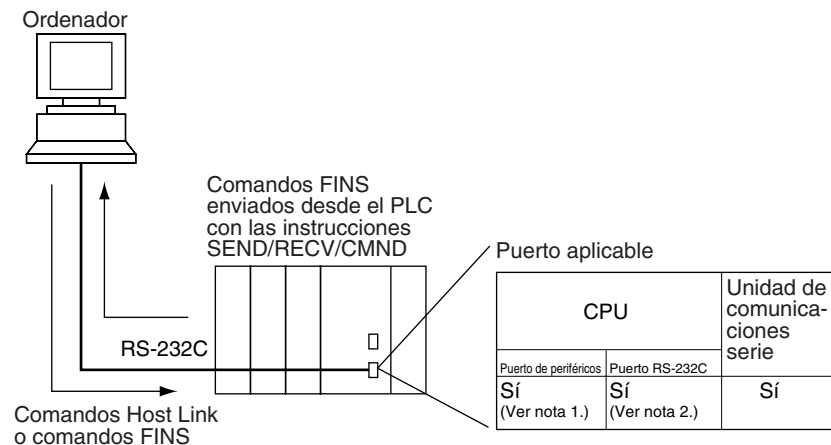 Ordenador
Comandos FINS
enviados desde el PLC
con las instrucciones
SEND/RECV/CMND
Puerto aplicable
RS-232C
Comandos Host Link
o comandos FINS
CPU
Unidad de
comunica-
ciones
serie
Puerto de periféricos
Puerto RS-232C
Sí
(Ver nota 1.)
Sí
(Ver nota 2.)
Sí